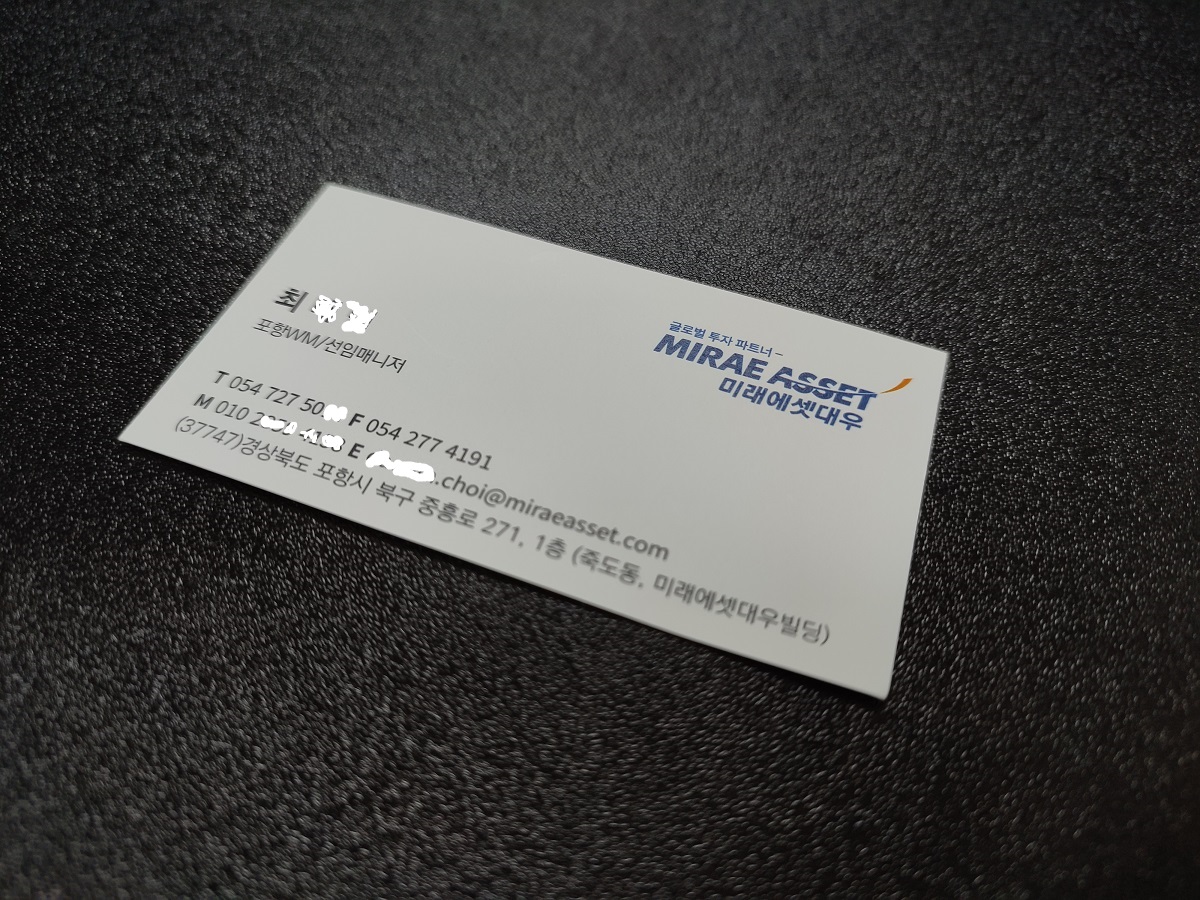 최
포항WM/선임매니저
T 054 727 50 F 054 277 4191
M 010 2 E .choi@miraeasset.com
(37747)경상북도 포항시 북구 중흥로 271, 1층 (죽도동, 미래에셋대우빌딩)
글로벌 투자 파트너 –
MIRAE ASSET
미래에셋대우